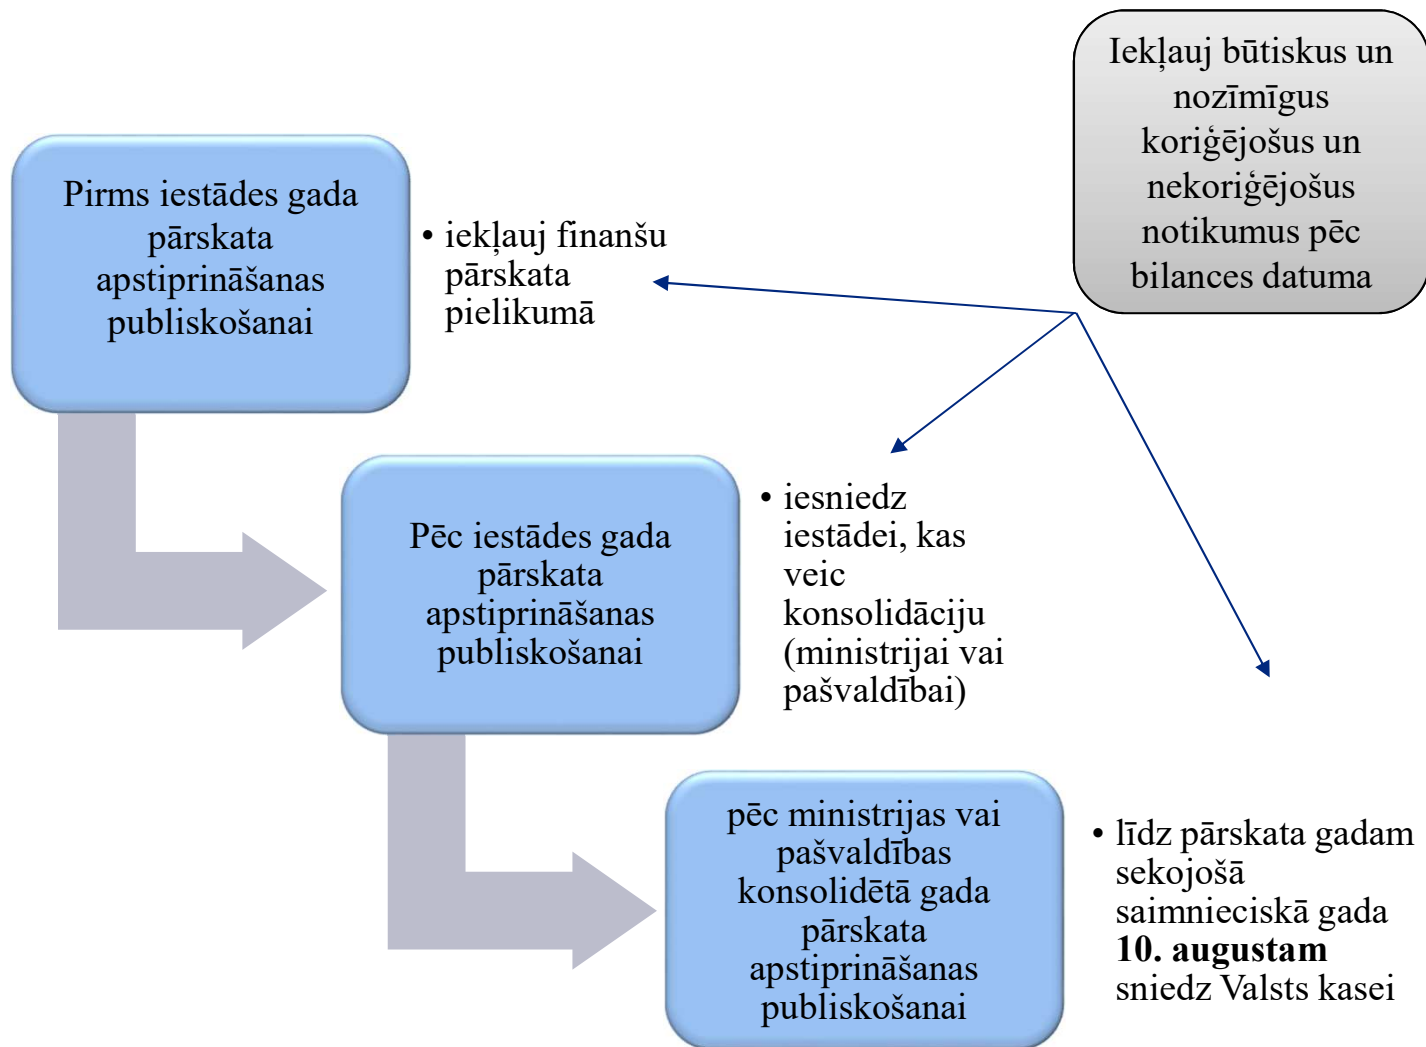 Iekļauj būtiskus un
nozīmīgus
koriģējošus un
nekoriģējošus
notikumus pēc
bilances datuma
Pirms iestādes gada
pārskata
apstiprināšanas
publiskošanai
• iekļauj finanšu
pārskata
pielikumā
Pēc iestādes gada
pārskata
apstiprināšanas
publiskošanai
• iesniedz
iestādei, kas
veic
konsolidāciju
(ministrijai vai
pašvaldībai)
pēc ministrijas vai
pašvaldības
konsolidētā gada
pārskata
apstiprināšanas
publiskošanai
• līdz pārskata gadam
sekojošā
saimnieciskā gada
10. augustam
sniedz Valsts kasei